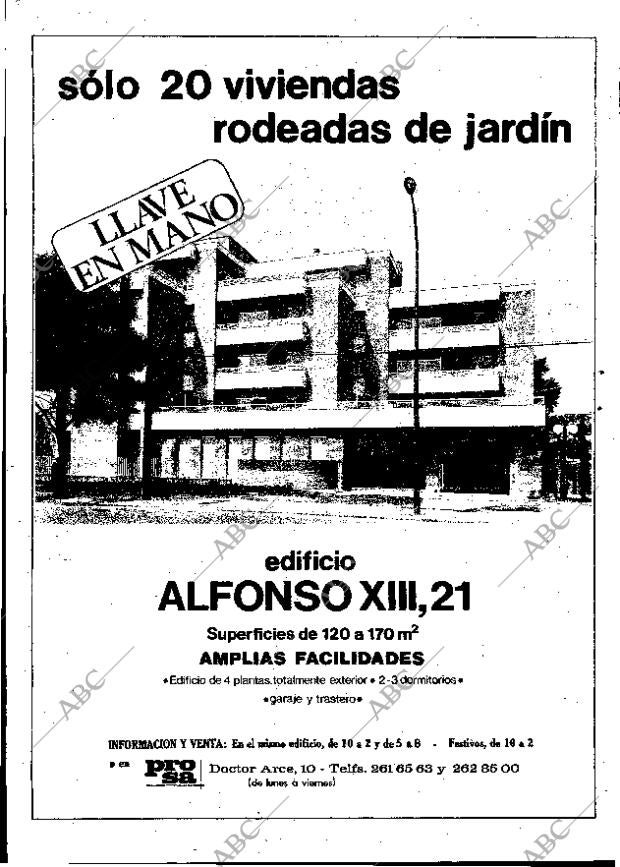 sólo 20 viviendas
rodeadas de jardín
LLAVE
EN MANO
edificio
ALFONSO XIII, 21
Superficies de 120 a 170 m²
AMPLIAS FACILIDADES
•Edificio de 4 plantas, totalmente exterior • 2-3 dormitorios•
•garaje y trastero•
INFORMACION Y VENTA: En el mismo edificio, de 10 a 2 y de 5 a 8 - Festivos, de 10 a 2
y en
prosa
Doctor Arce, 10 - Telfs. 261 65 63 y 262 85 00
(de lunes a viernes)
ABC